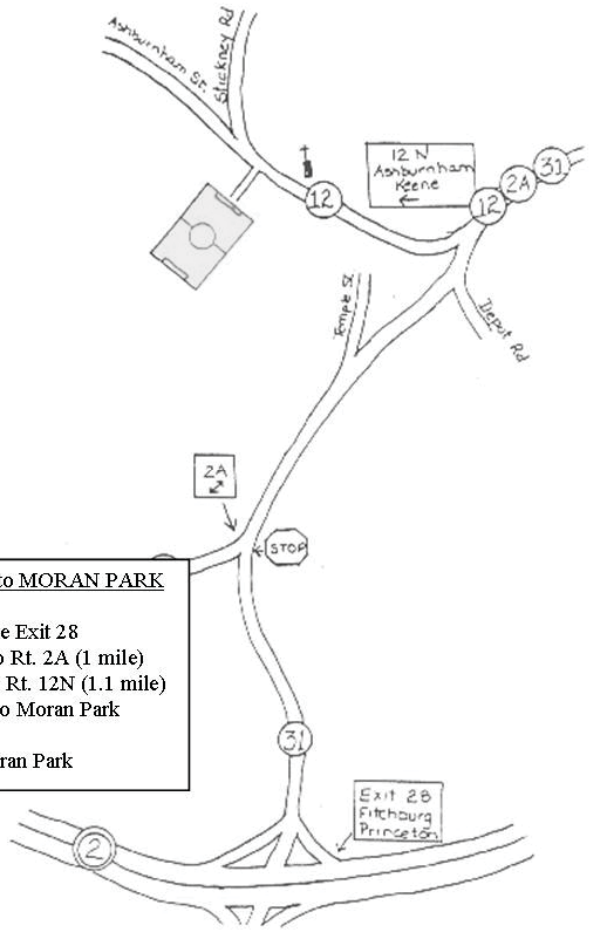 Ashburnham St.
Stickney Rd
12
12 N
Ashburnham
Keene
←
12
2A
31
Temple St.
Depot Rd
2A
STOP
to MORAN PARK
e Exit 28
o Rt. 2A (1 mile)
Rt. 12N (1.1 mile)
o Moran Park
ran Park
31
Exit 28
Fitchburg
Princeton
2